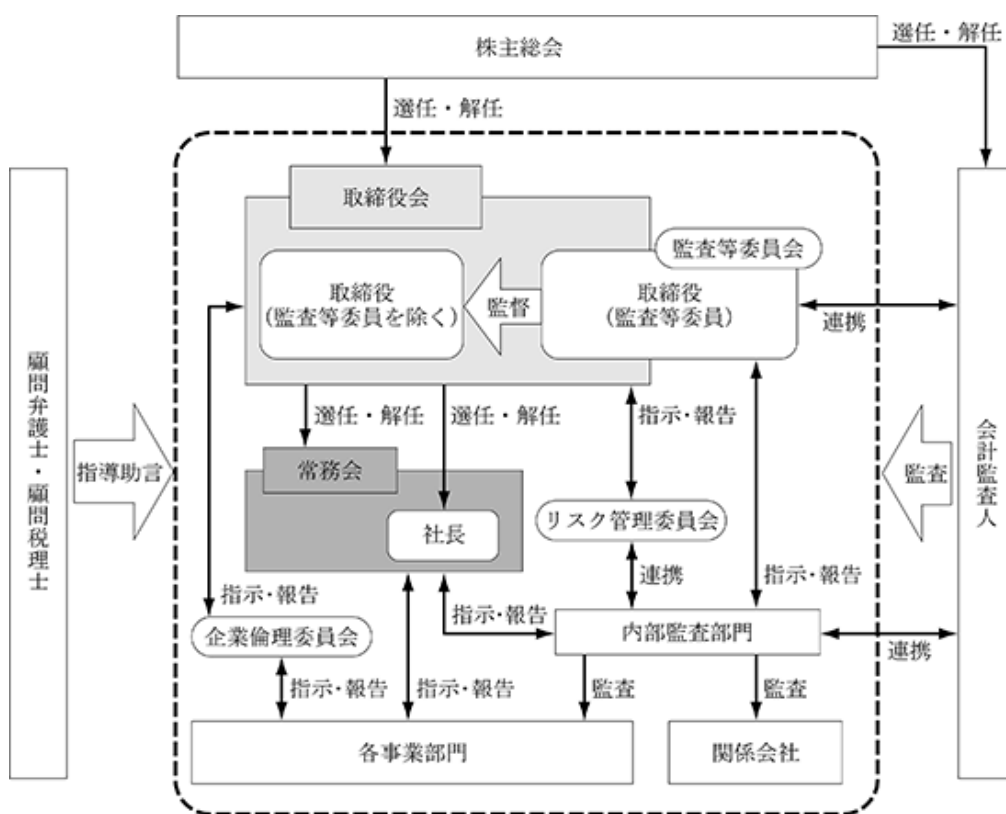 株主総会
選任・解任
選任・解任
取締役会
監査等委員会
取締役
(監査等委員を除く)
監督
取締役
(監査等委員)
連携
顧問弁護士・顧問税理士
指導助言
会計監査人
監査
選任・解任
選任・解任
指示・報告
常務会
社長
リスク管理委員会
連携
指示・報告
指示・報告
指示・報告
企業倫理委員会
内部監査部門
連携
指示・報告
指示・報告
監査
監査
各事業部門
関係会社